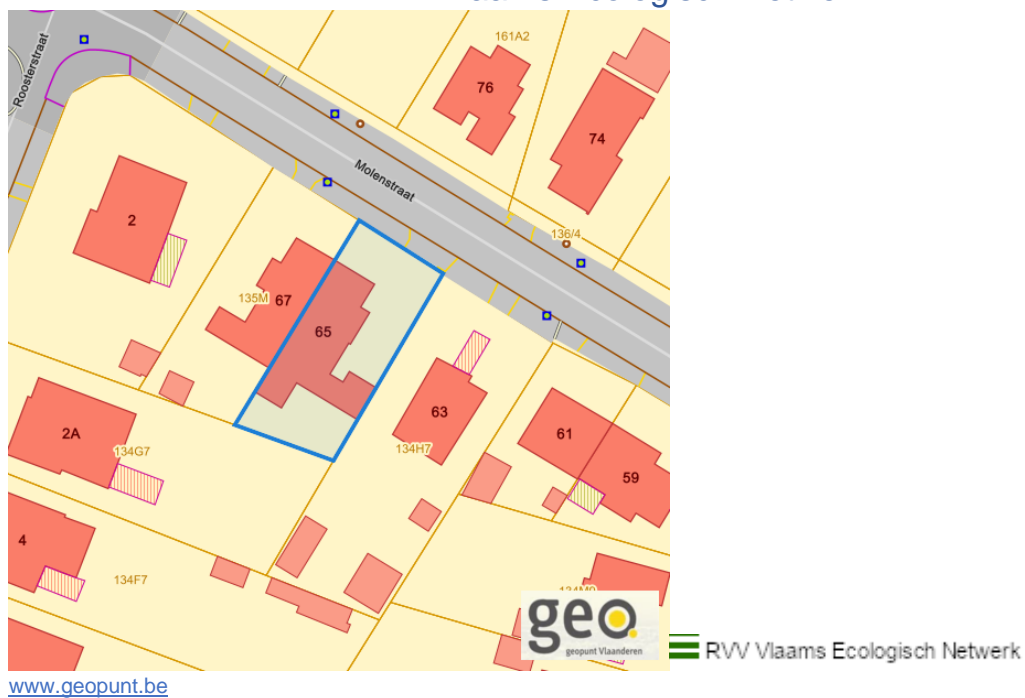 161A2
76
74
Roosterstraat
Molenstraat
2
136/4
135M
67
65
63
2A
134G7
134H7
61
59
4
134F7
geo.
geopunt Vlaanderen
RVV Vlaams Ecologisch Netwerk
www.geopunt.be